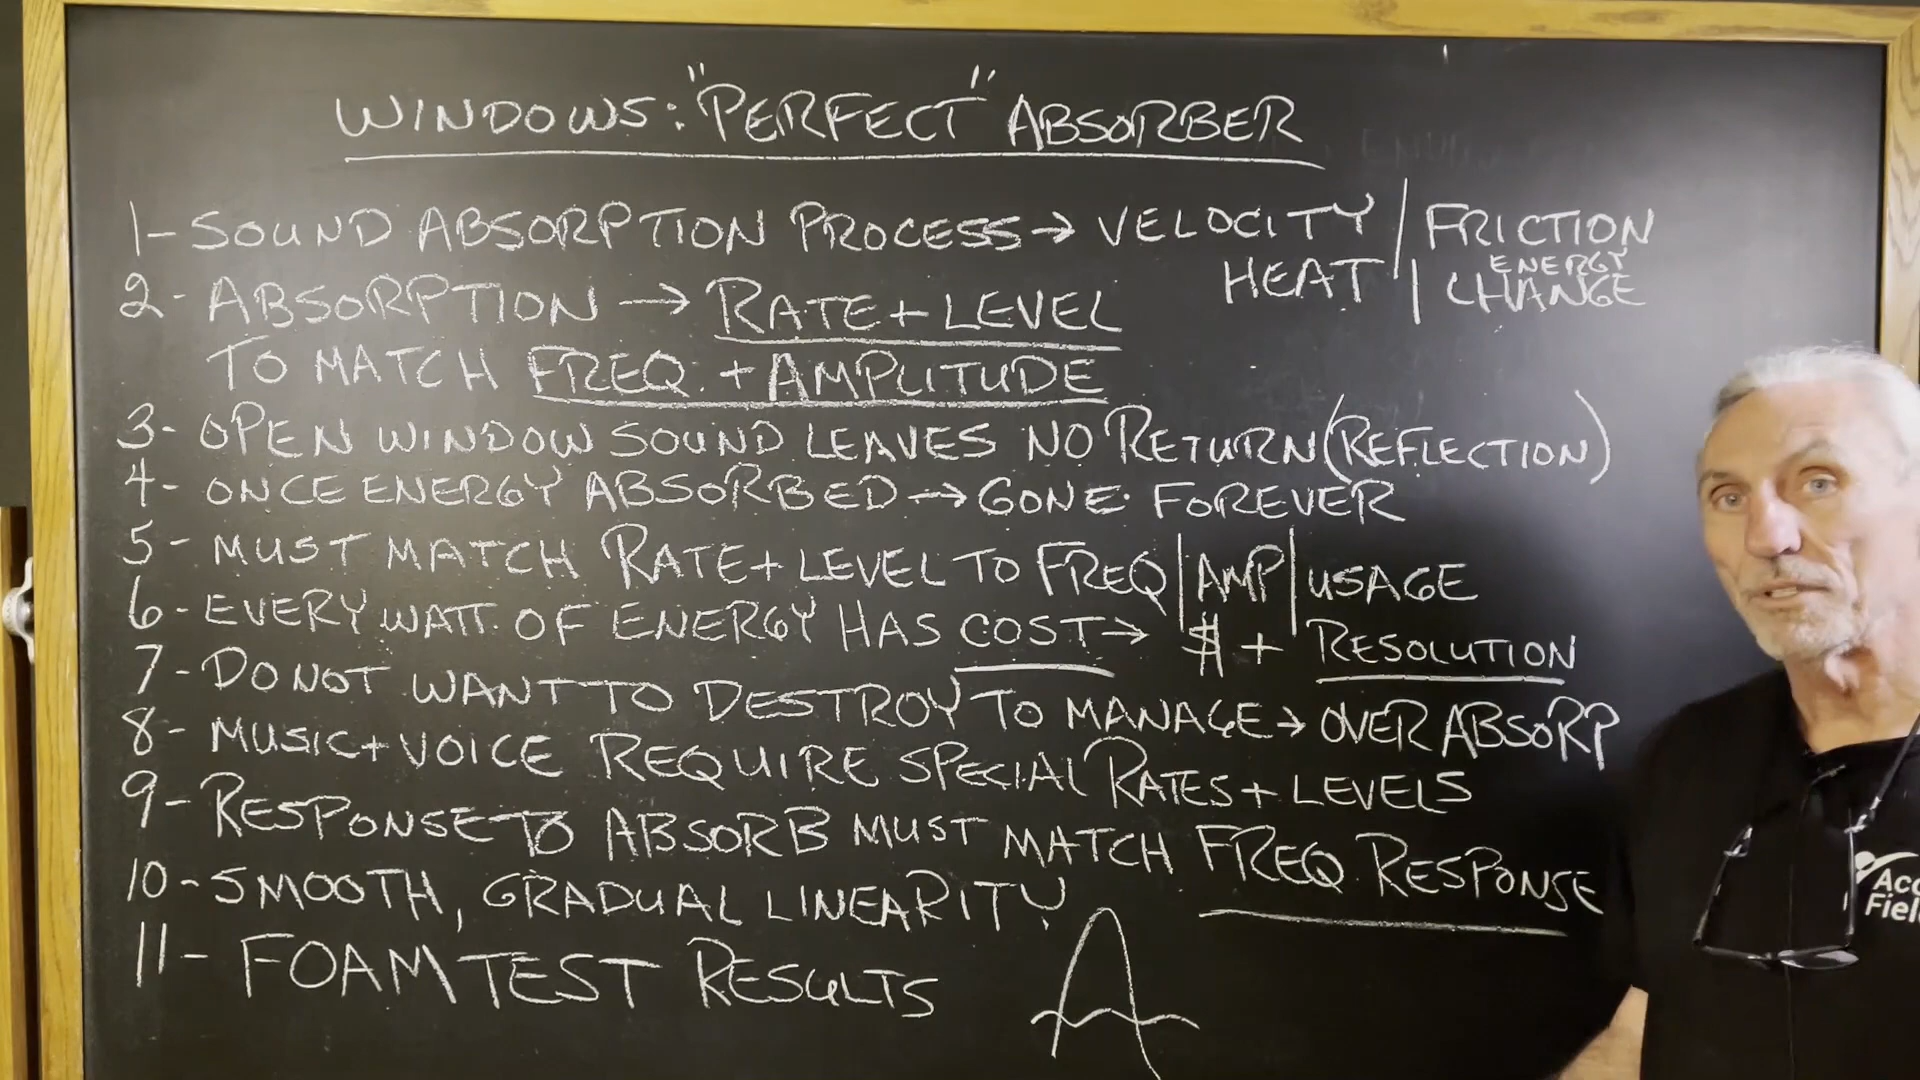 WINDOWS: "PERFECT" ABSORBER
1- SOUND ABSORPTION PROCESS → VELOCITY / FRICTION
HEAT | ENERGY CHANGE
2- ABSORPTION → RATE + LEVEL
TO MATCH FREQ. + AMPLITUDE
3- OPEN WINDOW SOUND LEAVES NO RETURN (REFLECTION)
4- ONCE ENERGY ABSORBED → GONE FOREVER
5- MUST MATCH RATE + LEVEL TO FREQ | AMP | USAGE
6- EVERY WATT OF ENERGY HAS COST → $ + RESOLUTION
7- DO NOT WANT TO DESTROY TO MANAGE → OVER ABSORP
8- MUSIC + VOICE REQUIRE SPECIAL RATES + LEVELS
9- RESPONSE TO ABSORB MUST MATCH FREQ RESPONSE
10- SMOOTH, GRADUAL LINEARITY
11- FOAM TEST RESULTS
Aco
Fiel